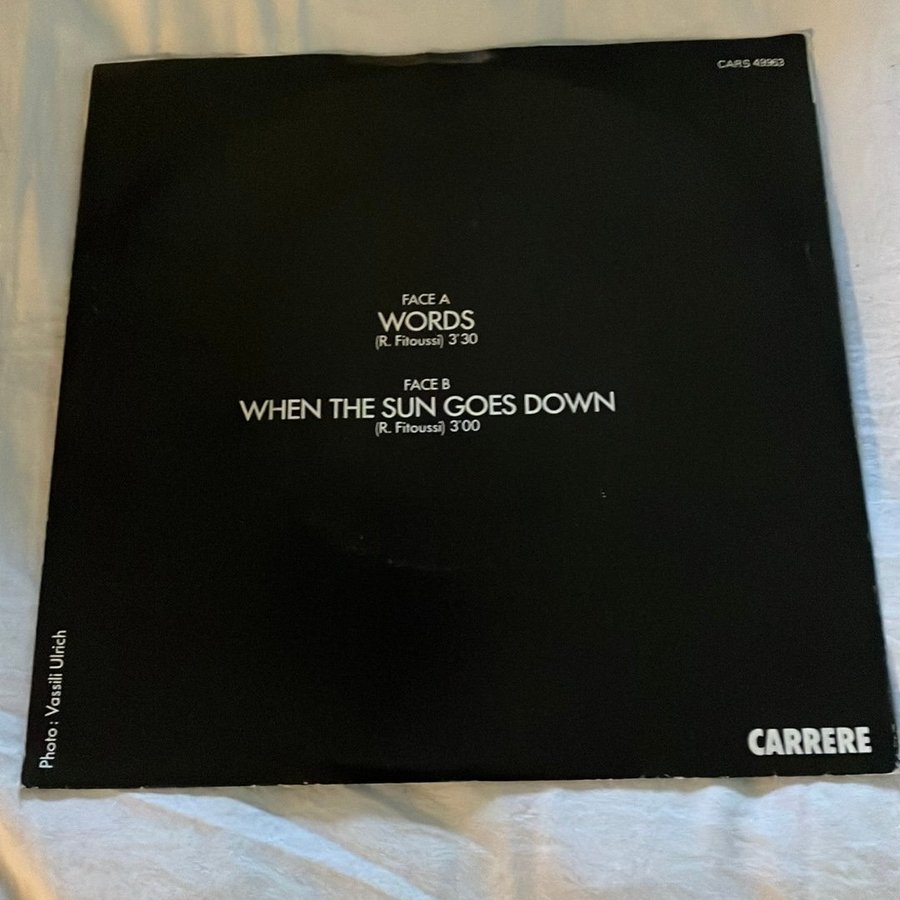 CARS 49963
FACE A
WORDS
(R. Fitoussi) 3'30
FACE B
WHEN THE SUN GOES DOWN
(R. Fitoussi) 3'00
Photo : Vassili Ulrich
CARRERE